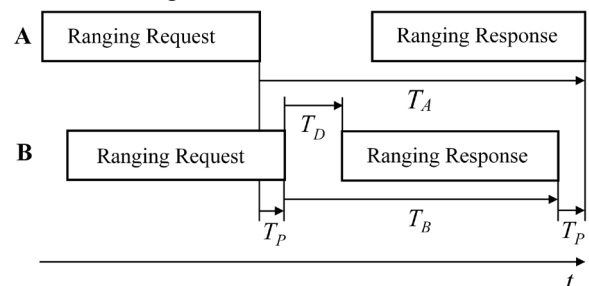 A Ranging Request Ranging Response
T_A
T_D
B Ranging Request Ranging Response
T_P T_B T_P
t